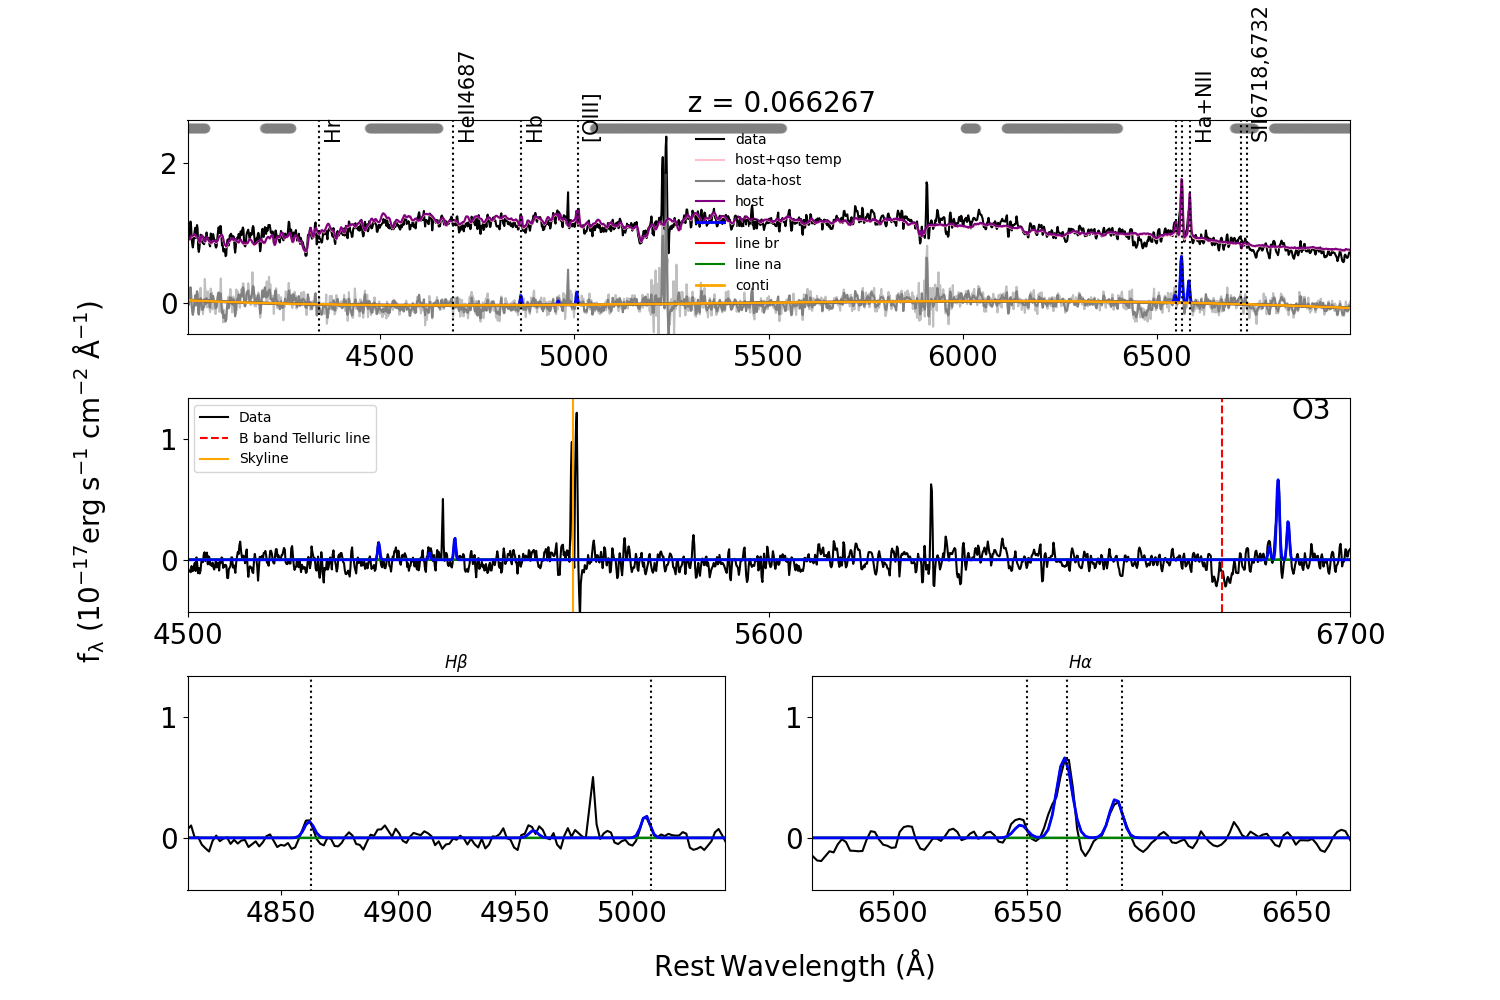 z = 0.066267
Hr
HeII4687
Hb
[OIII]
Ha+NII
SII6718,6732
data
host+qso temp
data-host
host
line br
line na
conti
2
0
4500 5000 5500 6000 6500
fλ (10⁻¹⁷erg s⁻¹ cm⁻² Å⁻¹)
O3
Data
B band Telluric line
Skyline
1
0
4500 5600 6700
Hβ
1
0
4850 4900 4950 5000
Hα
1
0
6500 6550 6600 6650
Rest Wavelength (Å)